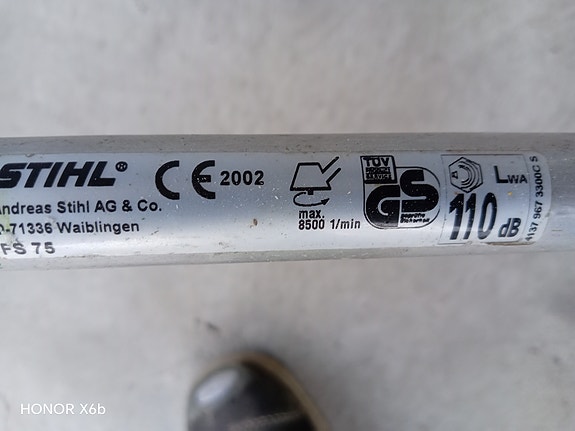 STIHL®
CE 2002
Andreas Stihl AG & Co.
D-71336 Waiblingen
FS 75
max.
8500 1/min
TÜV
GS
LWA
110 dB
4137 967 3300C S
HONOR X6b